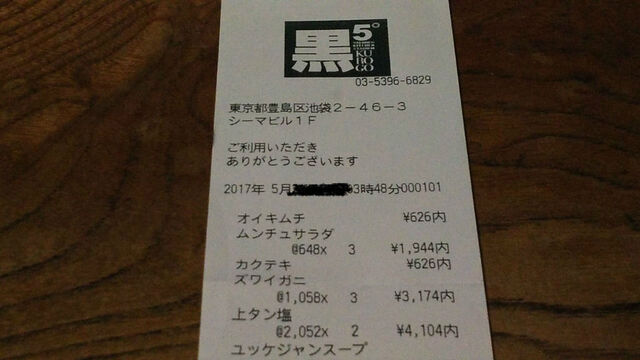 黒
5°
KU
ROGO
03-5396-6829
東京都豊島区池袋2-46-3
シーマビル1F
ご利用いただき
ありがとうございます
2017年 5月 3時48分000101
オイキムチ ¥626内
ムンチュサラダ
@648x 3 ¥1,944内
カクテキ ¥626内
ズワイガニ
@1,058x 3 ¥3,174内
上タン塩
@2,052x 2 ¥4,104内
ユッケジャンスープ